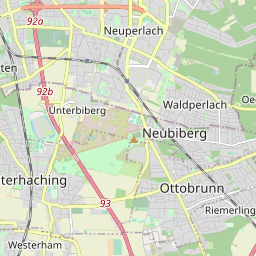 92a
Neuperlach
ten
92b
Unterbiberg
Waldperlach
Oe
Neubiberg
terhaching
Ottobrunn
93
Riemerling
Westerham